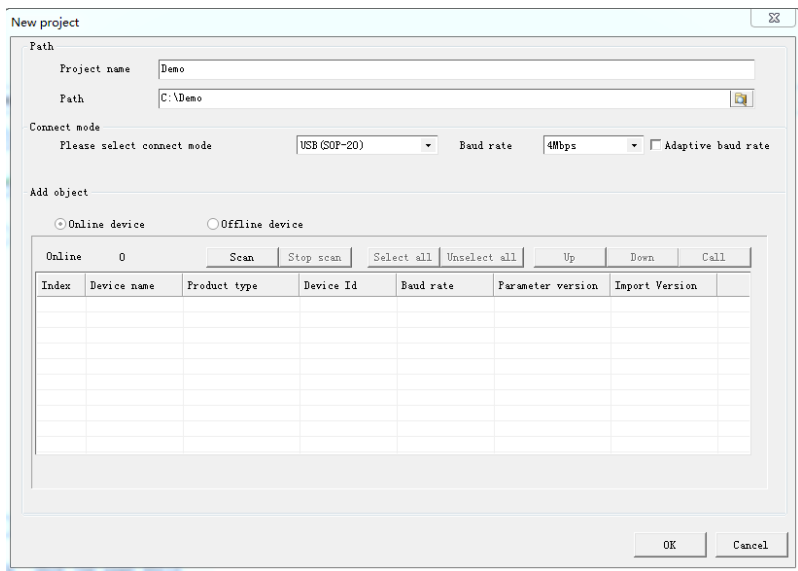 New project
Path
Project name Demo
Path C:\Demo
Connect mode
Please select connect mode USB(SOP-20) Baud rate 4Mbps Adaptive baud rate
Add object
Online device Offline device
Online 0 Scan Stop scan Select all Unselect all Up Down Call
Index Device name Product type Device Id Baud rate Parameter version Import Version
OK Cancel